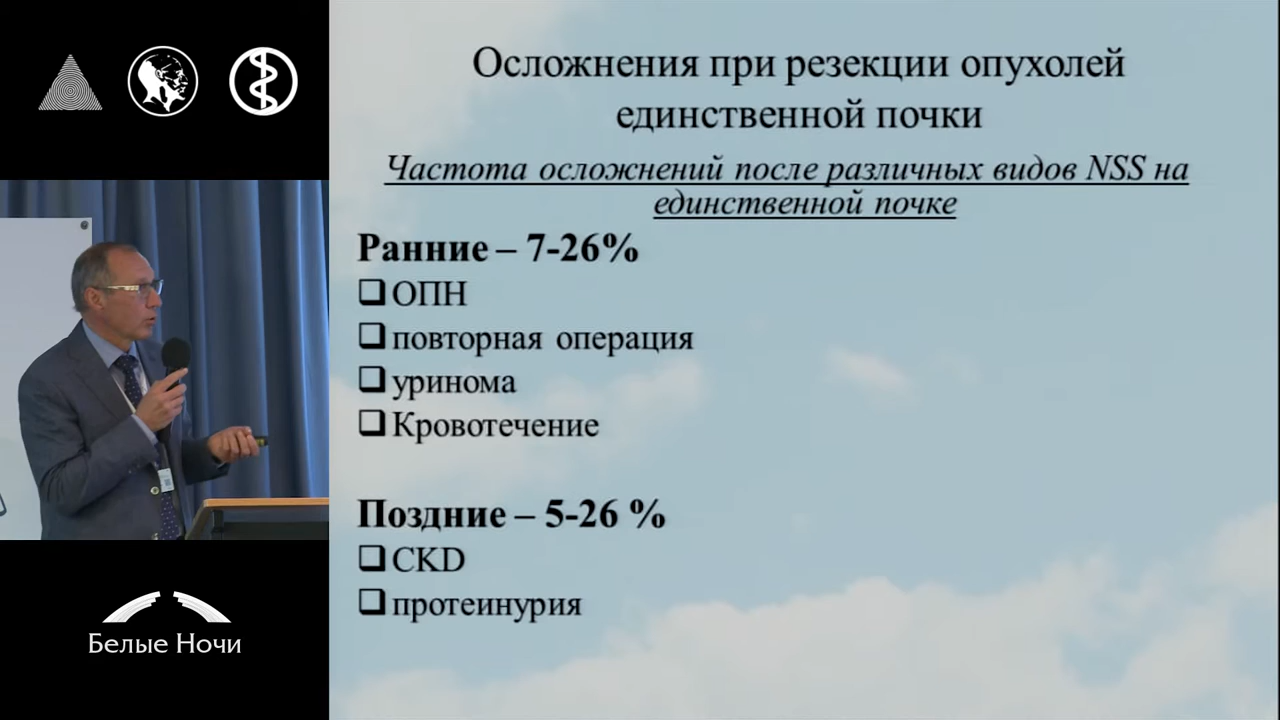 Осложнения при резекции опухолей
единственной почки
Частота осложнений после различных видов NSS на
единственной почке
Ранние – 7-26%
ОПН
повторная операция
уринома
Кровотечение
Поздние – 5-26 %
CKD
протеинурия
Белые Ночи